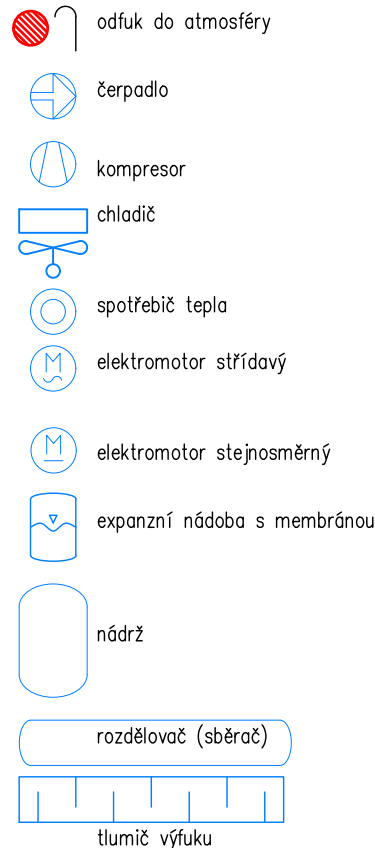 odfuk do atmosféry
čerpadlo
kompresor
chladič
spotřebič tepla
M
elektromotor střídavý
M
elektromotor stejnosměrný
expanzní nádoba s membránou
nádrž
rozdělovač (sběrač)
tlumič výfuku